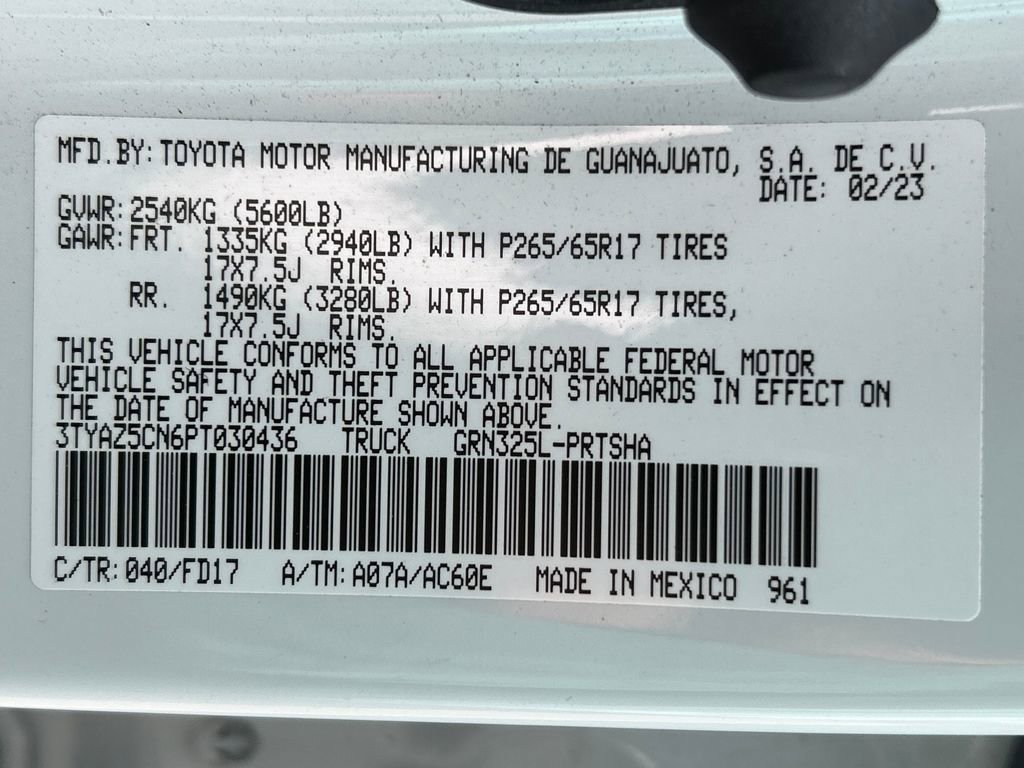 MFD.BY: TOYOTA MOTOR MANUFACTURING DE GUANAJUATO, S.A. DE C.V.
DATE: 02/23
GVWR: 2540KG (5600LB)
GAWR: FRT. 1335KG (2940LB) WITH P265/65R17 TIRES
17X7.5J RIMS.
RR. 1490KG (3280LB) WITH P265/65R17 TIRES,
17X7.5J RIMS.
THIS VEHICLE CONFORMS TO ALL APPLICABLE FEDERAL MOTOR
VEHICLE SAFETY AND THEFT PREVENTION STANDARDS IN EFFECT ON
THE DATE OF MANUFACTURE SHOWN ABOVE.
3TYAZ5CN6PT030436 TRUCK GRN325L-PRTSHA
C/TR: 040/FD17 A/TM: A07A/AC60E MADE IN MEXICO 961